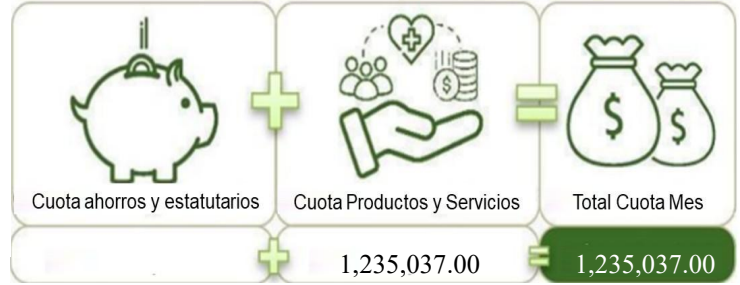 Cuota ahorros y estatutarios
Cuota Productos y Servicios
Total Cuota Mes
1,235,037.00
1,235,037.00